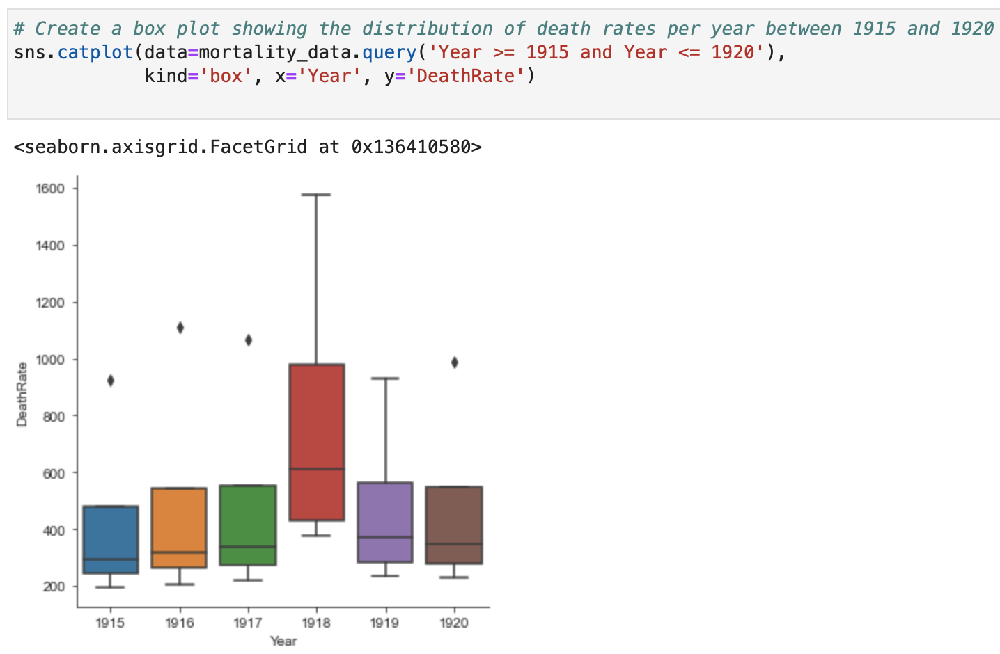 # Create a box plot showing the distribution of death rates per year between 1915 and 1920
sns.catplot(data=mortality_data.query('Year >= 1915 and Year <= 1920'),
            kind='box', x='Year', y='DeathRate')
<seaborn.axisgrid.FacetGrid at 0x136410580>
1600
1400
1200
1000
800
600
400
200
DeathRate
1915 1916 1917 1918 1919 1920
Year